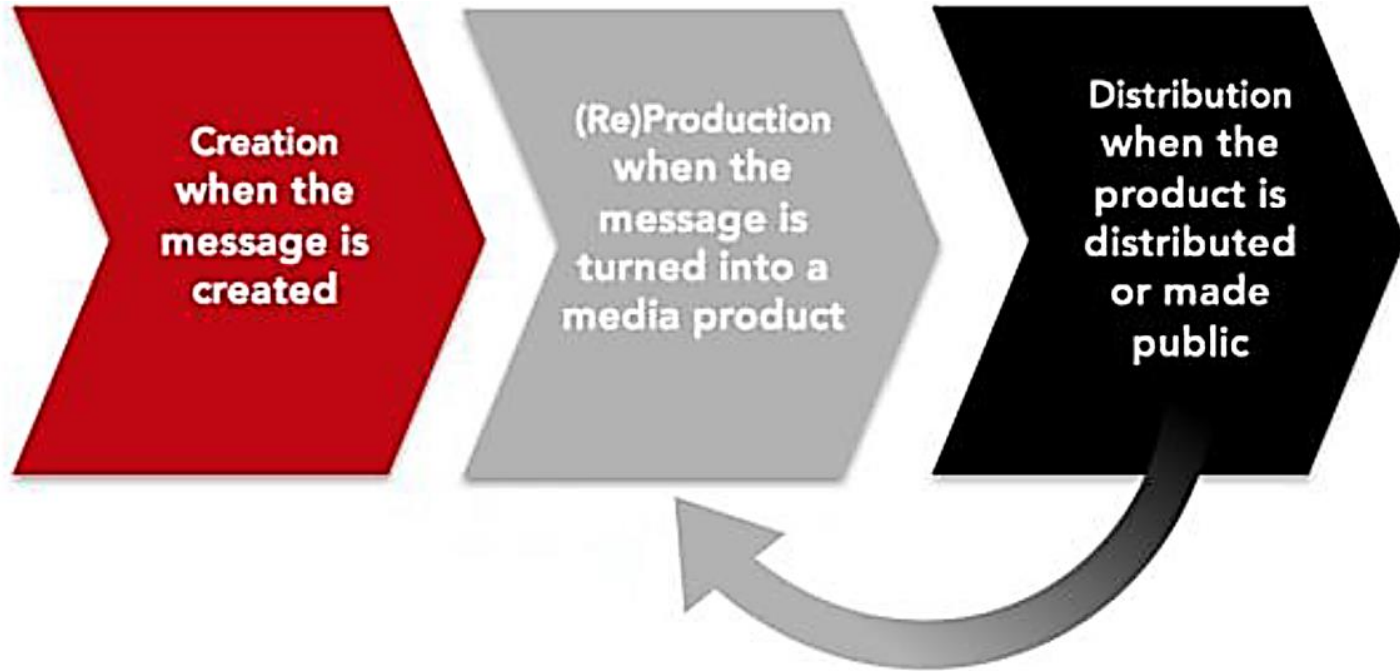 Creation
when the
message is
created
(Re)Production
when the
message is
turned into a
media product
Distribution
when the
product is
distributed
or made
public